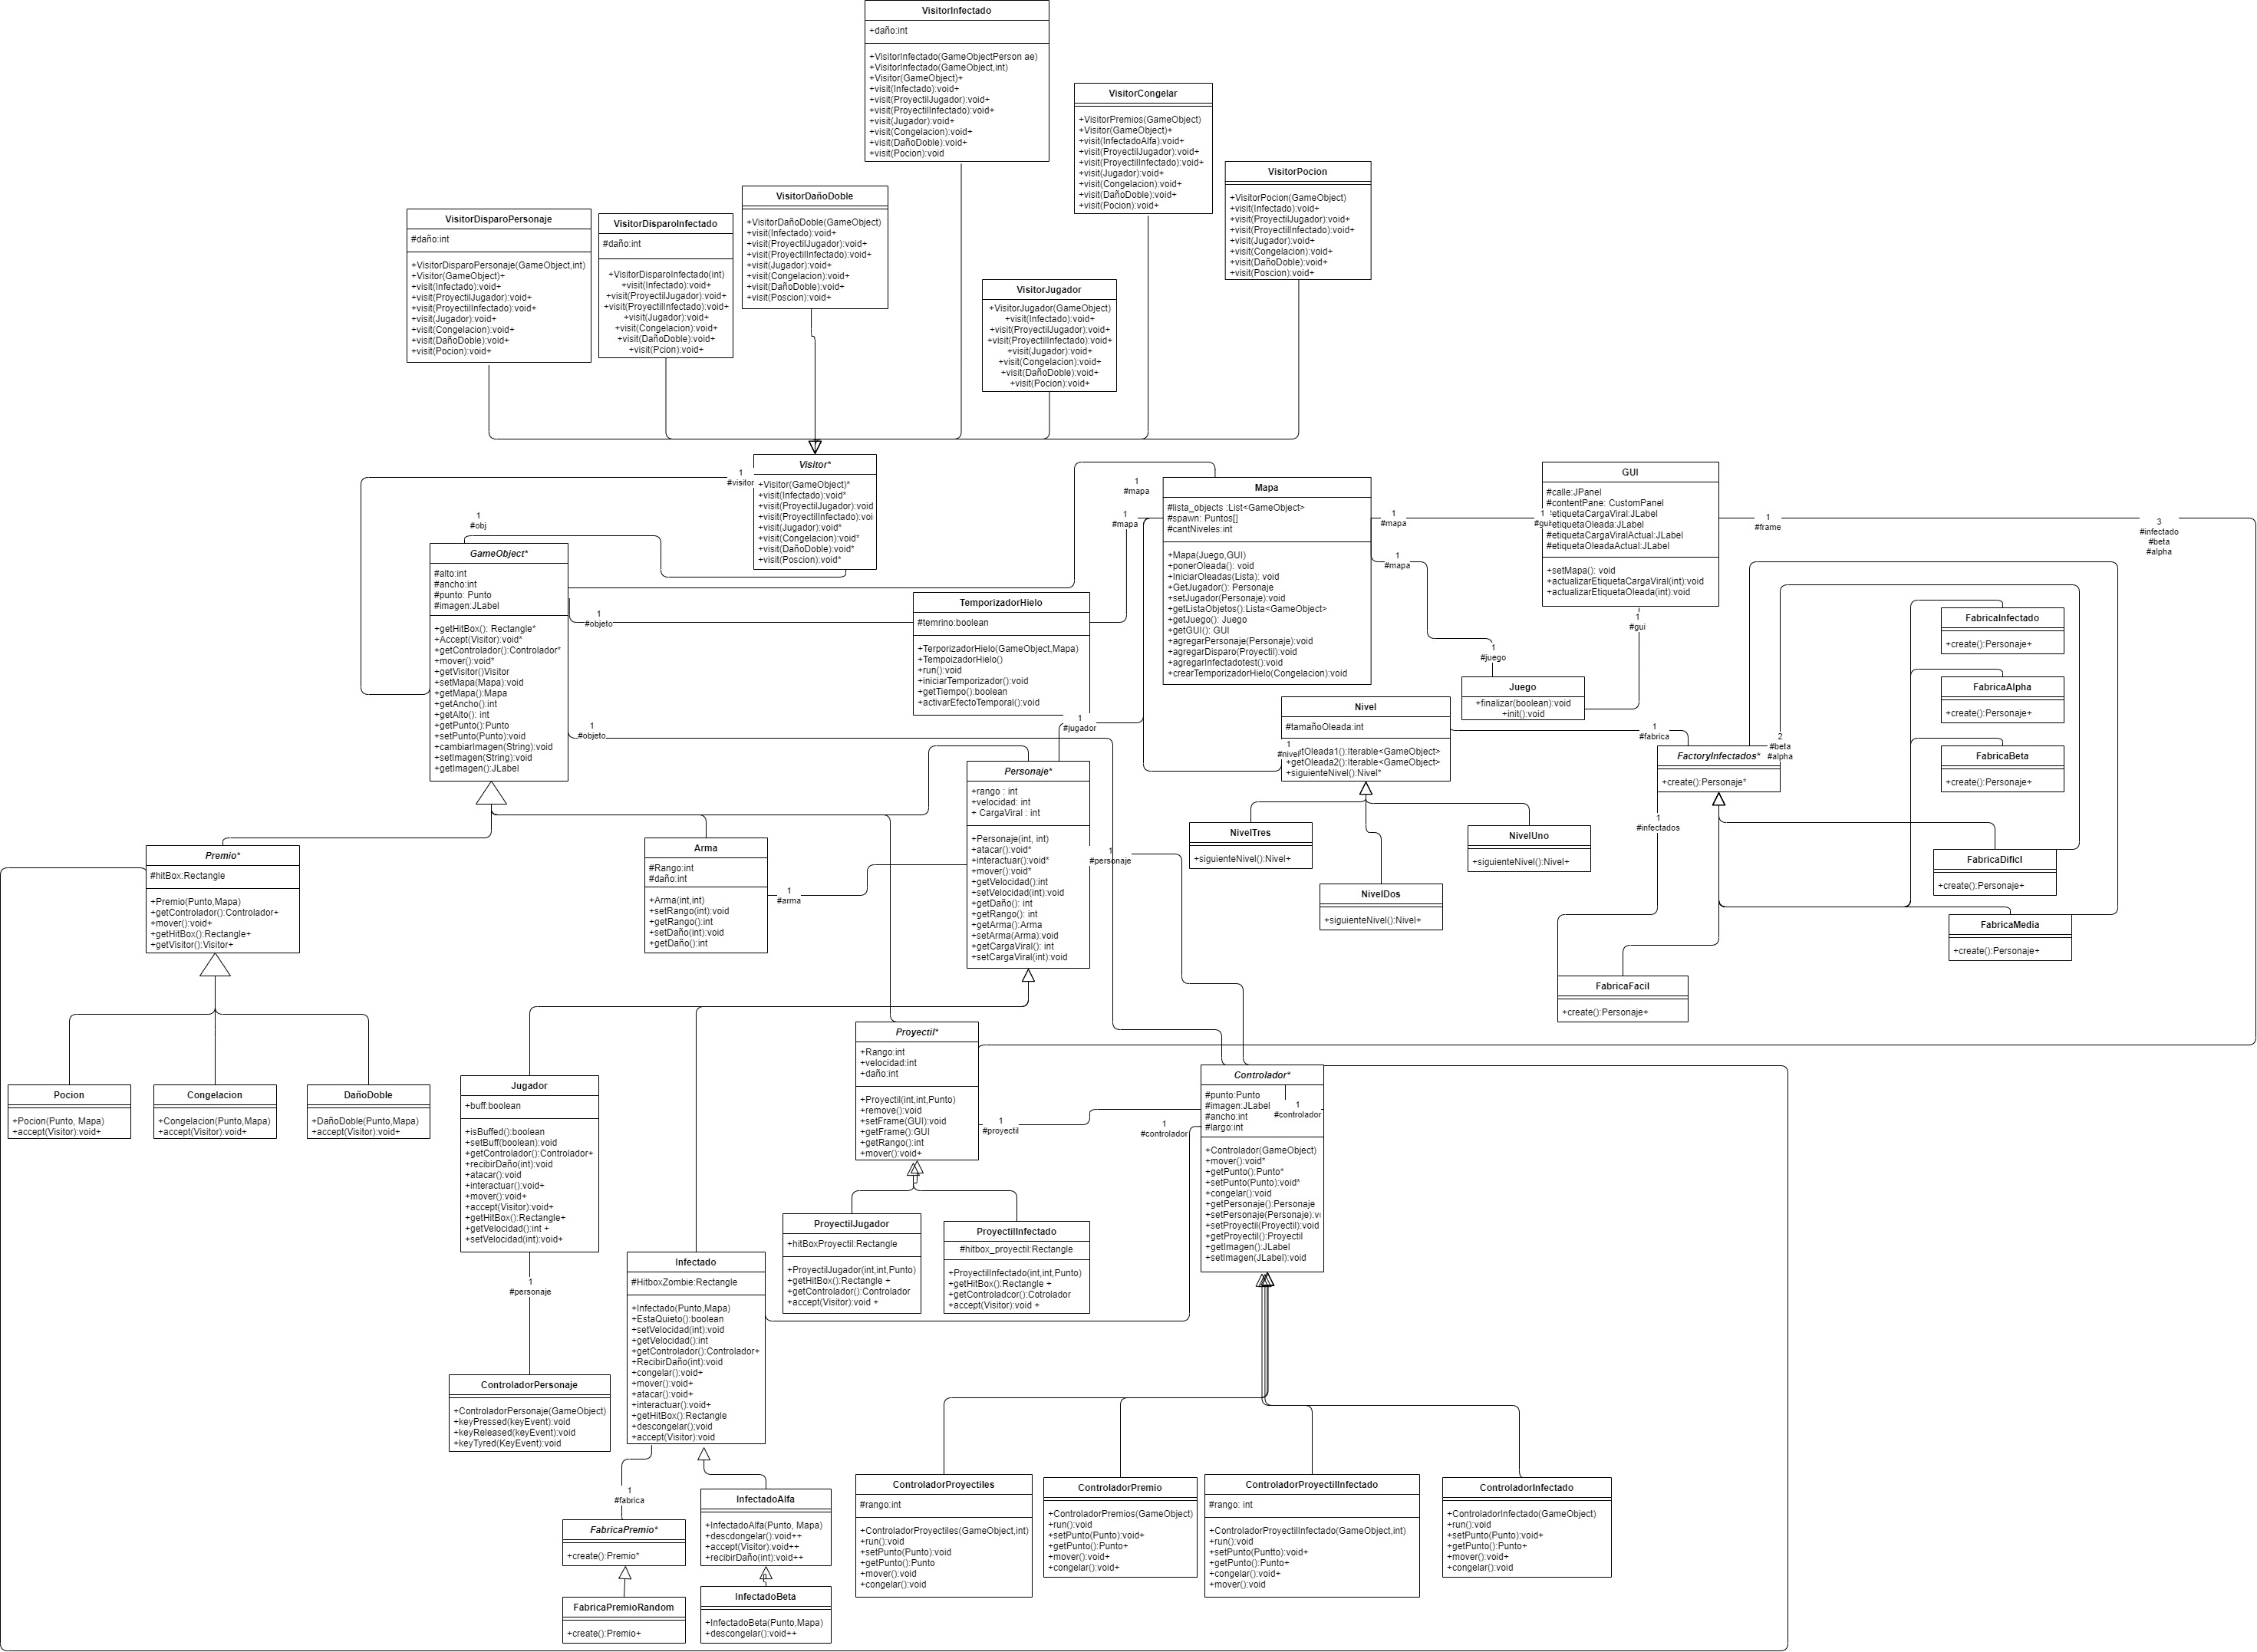 VisitorInfectado
+daño:int
+VisitorInfectado(GameObjectPerson ae)
+VisitorInfectado(GameObject,int)
+Visitor(GameObject)+
+visit(Infectado):void+
+visit(ProyectilJugador):void+
+visit(ProyectilInfectado):void+
+visit(Jugador):void+
+visit(Congelacion):void+
+visit(DañoDoble):void+
+visit(Pocion):void
VisitorCongelar
+VisitorPremios(GameObject)
+Visitor(GameObject)+
+visit(InfectadoAlfa):void+
+visit(ProyectilJugador):void+
+visit(ProyectilInfectado):void+
+visit(Jugador):void+
+visit(Congelacion):void+
+visit(DañoDoble):void+
+visit(Pocion):void+
VisitorPocion
+VisitorPocion(GameObject)
+visit(Infectado):void+
+visit(ProyectilJugador):void+
+visit(ProyectilInfectado):void+
+visit(Jugador):void+
+visit(Congelacion):void+
+visit(DañoDoble):void+
+visit(Poscion):void+
VisitorDañoDoble
+VisitorDañoDoble(GameObject)
+visit(Infectado):void+
+visit(ProyectilJugador):void+
+visit(ProyectilInfectado):void+
+visit(Jugador):void+
+visit(Congelacion):void+
+visit(DañoDoble):void+
+visit(Poscion):void+
VisitorDisparoPersonaje
#daño:int
+VisitorDisparoPersonaje(GameObject,int)
+Visitor(GameObject)+
+visit(Infectado):void+
+visit(ProyectilJugador):void+
+visit(ProyectilInfectado):void+
+visit(Jugador):void+
+visit(Congelacion):void+
+visit(DañoDoble):void+
+visit(Pocion):void+
VisitorDisparoInfectado
#daño:int
+VisitorDisparoInfectado(int)
+visit(Infectado):void+
+visit(ProyectilJugador):void+
+visit(ProyectilInfectado):void+
+visit(Jugador):void+
+visit(Congelacion):void+
+visit(DañoDoble):void+
+visit(Pcion):void+
VisitorJugador
+VisitorJugador(GameObject)
+visit(Infectado):void+
+visit(ProyectilJugador):void+
+visit(ProyectilInfectado):void+
+visit(Jugador):void+
+visit(Congelacion):void+
+visit(DañoDoble):void+
+visit(Pocion):void+
Visitor*
+Visitor(GameObject)*
+visit(Infectado):void*
+visit(ProyectilJugador):void
+visit(ProyectilInfectado):voi
+visit(Jugador):void*
+visit(Congelacion):void*
+visit(DañoDoble):void*
+visit(Poscion):void*
1
#visitor
1
#obj
GameObject*
#alto:int
#ancho:int
#punto: Punto
#imagen:JLabel
+getHitBox(): Rectangle*
+Accept(Visitor):void*
+getControlador():Controlador*
+mover():void*
+getVisitor()Visitor
+setMapa(Mapa):void
+getMapa():Mapa
+getAncho():int
+getAlto(): int
+getPunto():Punto
+setPunto(Punto):void
+cambiarImagen(String):void
+setImagen(String):void
+getImagen():JLabel
1
#objeto
1
#objeto
TemporizadorHielo
#temrino:boolean
+TerporizadorHielo(GameObject,Mapa)
+TempoizadorHielo()
+run():void
+iniciarTemporizador():void
+getTiempo():boolean
+activarEfectoTemporal():void
1
#mapa
1
#mapa
Mapa
#lista_objects :List<GameObject>
#spawn: Puntos[]
#cantNiveles:int
+Mapa(Juego,GUI)
+ponerOleada(): void
+IniciarOleadas(Lista): void
+GetJugador(): Personaje
+setJugador(Personaje):void
+getListaObjetos():Lista<GameObject>
+getJuego(): Juego
+getGUI(): GUI
+agregarPersonaje(Personaje):void
+agregarDisparo(Proyectil):void
+agregarInfectadotest():void
+crearTemporizadorHielo(Congelacion):void
1
#mapa
1
#gui
1
#mapa
GUI
#calle:JPanel
#contentPane: CustomPanel
#etiquetaCargaViral:JLabel
#etiquetaOleada:JLabel
#etiquetaCargaViralActual:JLabel
#etiquetaOleadaActual:JLabel
+setMapa(): void
+actualizarEtiquetaCargaViral(int):void
+actualizarEtiquetaOleada(int):void
1
#frame
3
#infectado
#beta
#alpha
1
#gui
1
#juego
Juego
+finalizar(boolean):void
+init():void
1
#jugador
Nivel
#tamañoOleada:int
tOleada1():Iterable<GameObject>
+getOleada2():Iterable<GameObject>
+siguienteNivel():Nivel*
1
#nivel
1
#fabrica
FactoryInfectados*
+create():Personaje*
2
#beta
#alpha
1
#infectados
FabricaInfectado
+create():Personaje+
FabricaAlpha
+create():Personaje+
FabricaBeta
+create():Personaje+
FabricaDificl
+create():Personaje+
FabricaMedia
+create():Personaje+
FabricaFacil
+create():Personaje+
NivelTres
+siguienteNivel():Nivel+
NivelDos
+siguienteNivel():Nivel+
NivelUno
+siguienteNivel():Nivel+
Personaje*
+rango : int
+velocidad: int
+ CargaViral : int
+Personaje(int, int)
+atacar():void*
+interactuar():void*
+mover():void*
+getVelocidad():int
+setVelocidad(int):void
+getDaño(): int
+getRango(): int
+getArma():Arma
+setArma(Arma):void
+getCargaViral(): int
+setCargaViral(int):void
1
#personaje
Arma
#Rango:int
#daño:int
+Arma(int,int)
+setRango(int):void
+getRango():int
+setDaño(int):void
+getDaño():int
1
#arma
Premio*
#hitBox:Rectangle
+Premio(Punto,Mapa)
+getControlador():Controlador+
+mover():void+
+getHitBox():Rectangle+
+getVisitor():Visitor+
Pocion
+Pocion(Punto, Mapa)
+accept(Visitor):void+
Congelacion
+Congelacion(Punto,Mapa)
+accept(Visitor):void+
DañoDoble
+DañoDoble(Punto,Mapa)
+accept(Visitor):void+
Jugador
+buff:boolean
+isBuffed():boolean
+setBuff(boolean):void
+getControlador():Controlador+
+recibirDaño(int):void
+atacar():void
+interactuar():void+
+mover():void+
+accept(Visitor):void+
+getHitBox():Rectangle+
+getVelocidad():int +
+setVelocidad(int):void+
1
#personaje
ControladorPersonaje
+ControladorPersonaje(GameObject)
+keyPressed(keyEvent):void
+keyReleased(keyEvent):void
+keyTyred(KeyEvent):void
Proyectil*
+Rango:int
+velocidad:int
+daño:int
+Proyectil(int,int,Punto)
+remove():void
+setFrame(GUI):void
+getFrame():GUI
+getRango():int
+mover():void+
1
#proyectil
ProyectilJugador
+hitBoxProyectil:Rectangle
+ProyectilJugador(int,int,Punto)
+getHitBox():Rectangle +
+getControlador():Controlador
+accept(Visitor):void +
ProyectilInfectado
#hitbox_proyectil:Rectangle
+ProyectilInfectado(int,int,Punto)
+getHitBox():Rectangle +
+getControladcor():Cotrolador
+accept(Visitor):void +
Controlador*
#punto:Punto
#imagen:JLabel
#ancho:int
#largo:int
+Controlador(GameObject)
+mover():void*
+getPunto():Punto*
+setPunto(Punto):void*
+congelar():void
+getPersonaje():Personaje
+setPersonaje(Personaje):v
+setProyectil(Proyectil):void
+getProyectil():Proyectil
+getImagen():JLabel
+setImagen(JLabel):void
1
#controlador
1
#controlador
Infectado
#HitboxZombie:Rectangle
+Infectado(Punto,Mapa)
+EstaQuieto():boolean
+setVelocidad(int):void
+getVelocidad():int
+getControlador():Controlador+
+RecibirDaño(int):void
+congelar():void+
+mover():void+
+atacar():void+
+interactuar():void+
+getHitBox():Rectangle
+descongelar();void
+accept(Visitor):void
1
#fabrica
FabricaPremio*
+create():Premio*
FabricaPremioRandom
+create():Premio+
InfectadoAlfa
+InfectadoAlfa(Punto, Mapa)
+descdongelar():void++
+accept(Visitor):void++
+recibirDaño(int):void++
InfectadoBeta
+InfectadoBeta(Punto,Mapa)
+descongelar():void++
ControladorProyectiles
#rango:int
+ControladorProyectiles(GameObject,int)
+run():void
+setPunto(Punto):void
+getPunto():Punto
+mover():void
+congelar():void
ControladorPremio
+ControladorPremios(GameObject)
+run():void
+setPunto(Punto):void+
+getPunto():Punto+
+mover():void+
+congelar():void+
ControladorProyectilInfectado
#rango: int
+ControladorProyectilInfectado(GameObject,int)
+run():void
+setPunto(Puntto):void+
+getPunto():Punto+
+congelar():void+
+mover():void
ControladorInfectado
+ControladorInfectado(GameObject)
+run():void
+setPunto(Punto):void+
+getPunto():Punto+
+mover():void+
+congelar():void